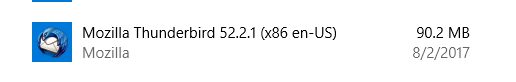 Mozilla Thunderbird 52.2.1 (x86 en-US) 90.2 MB
Mozilla 8/2/2017